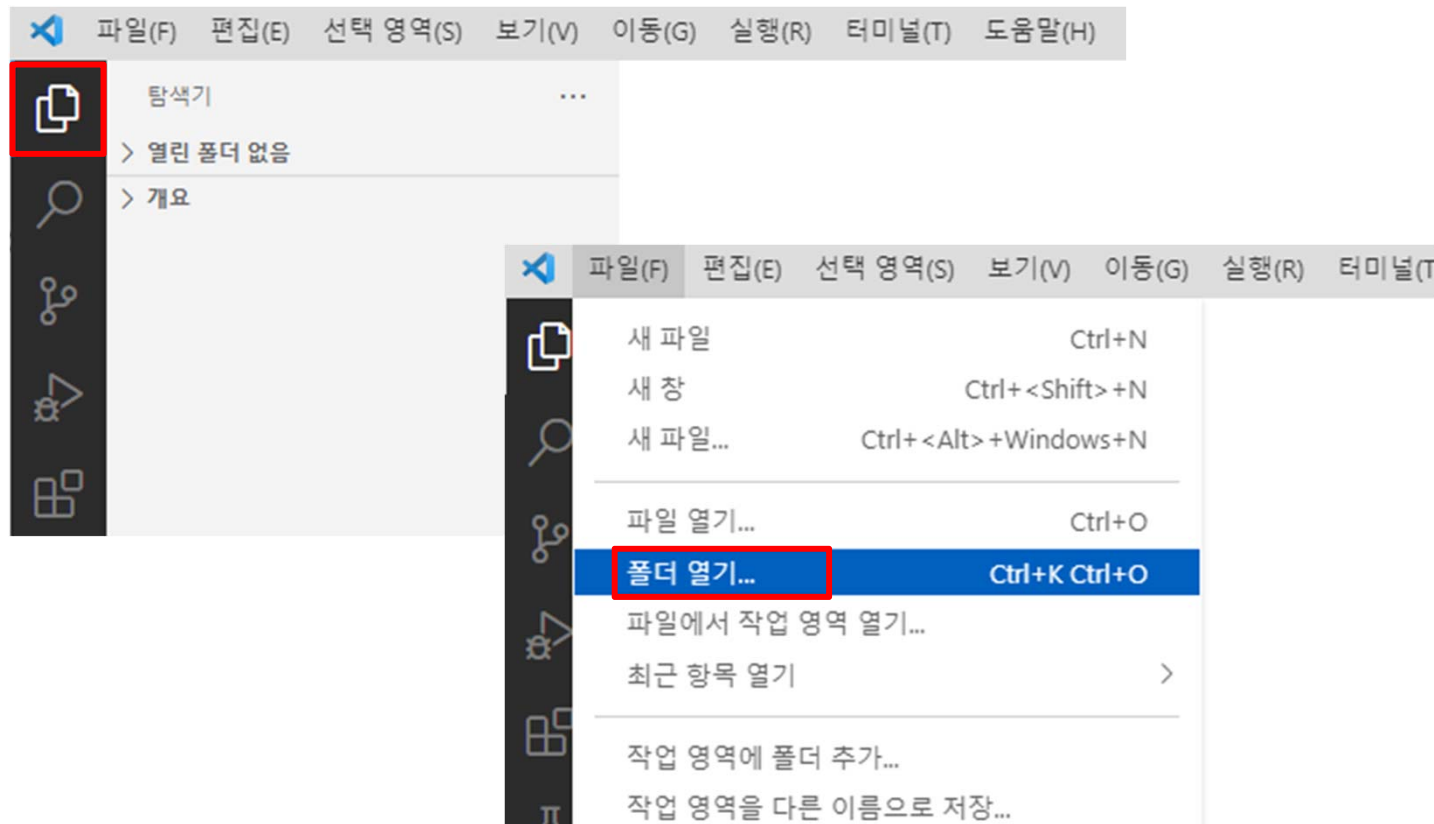 파일(F) 편집(E) 선택 영역(S) 보기(V) 이동(G) 실행(R) 터미널(T) 도움말(H)
탐색기 ...
> 열린 폴더 없음
> 개요
파일(F) 편집(E) 선택 영역(S) 보기(V) 이동(G) 실행(R) 터미널(T
새 파일 Ctrl+N
새 창 Ctrl+<Shift>+N
새 파일... Ctrl+<Alt>+Windows+N
파일 열기... Ctrl+O
폴더 열기... Ctrl+K Ctrl+O
파일에서 작업 영역 열기...
최근 항목 열기 >
작업 영역에 폴더 추가...
작업 영역을 다른 이름으로 저장...